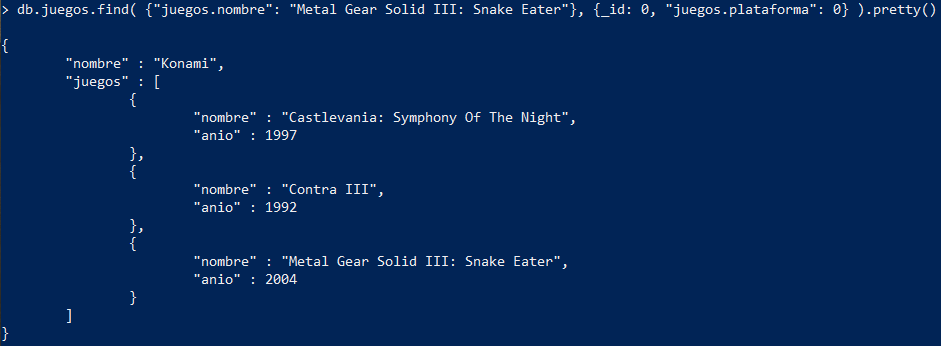 > db.juegos.find( {"juegos.nombre": "Metal Gear Solid III: Snake Eater"}, {_id: 0, "juegos.plataforma": 0} ).pretty()
{
"nombre" : "Konami",
"juegos" : [
{
"nombre" : "Castlevania: Symphony Of The Night",
"anio" : 1997
},
{
"nombre" : "Contra III",
"anio" : 1992
},
{
"nombre" : "Metal Gear Solid III: Snake Eater",
"anio" : 2004
}
]
}